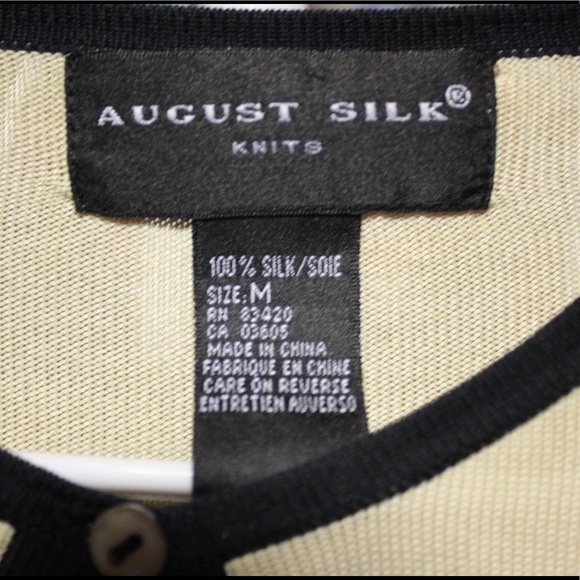 AUGUST SILK®
KNITS
100% SILK/SOIE
SIZE: M
RN 83420
CA 03605
MADE IN CHINA
FABRIQUE EN CHINE
CARE ON REVERSE
ENTRETIEN AUVERSO